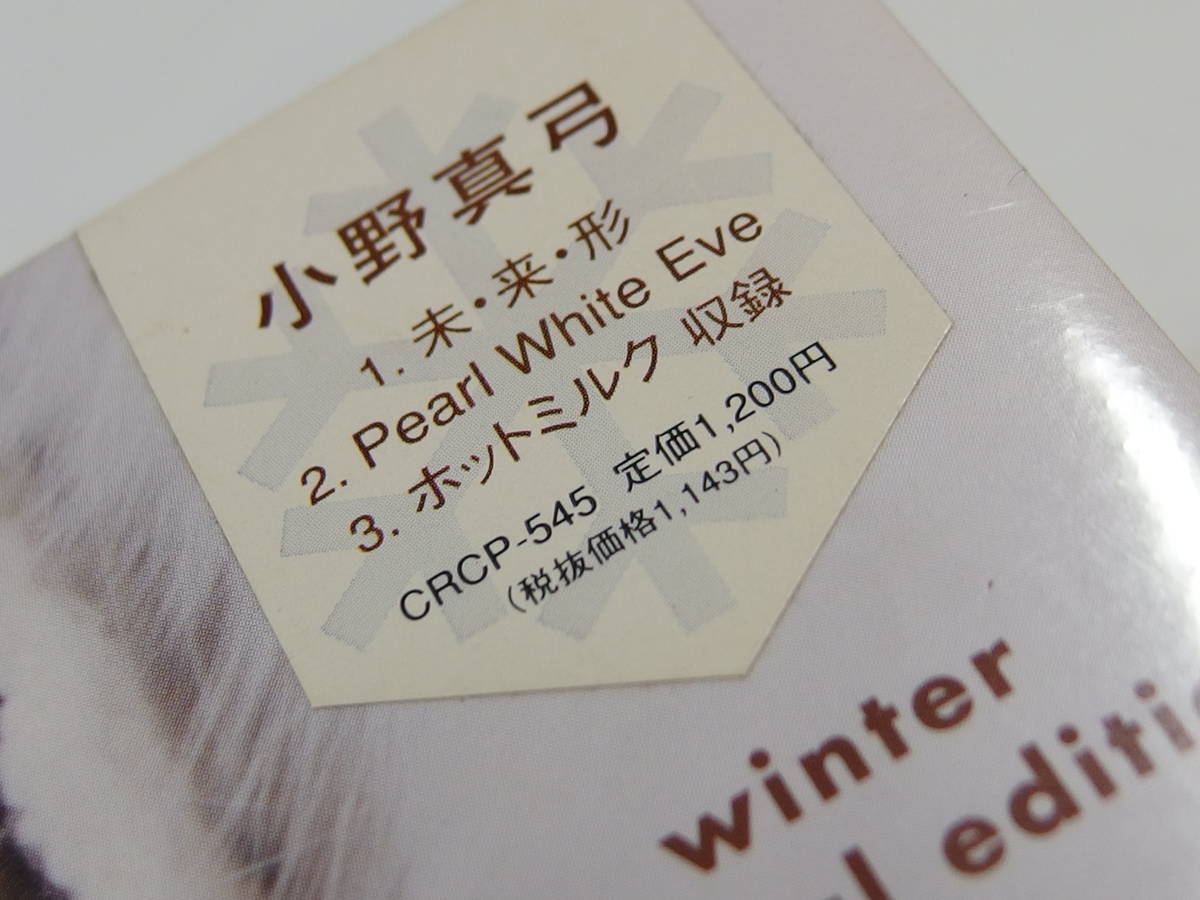 小野真弓
1. 未・来・形
2. Pearl White Eve
3. ホットミルク 収録
CRCP-545 定価1,200円
(税抜価格1,143円)
winter